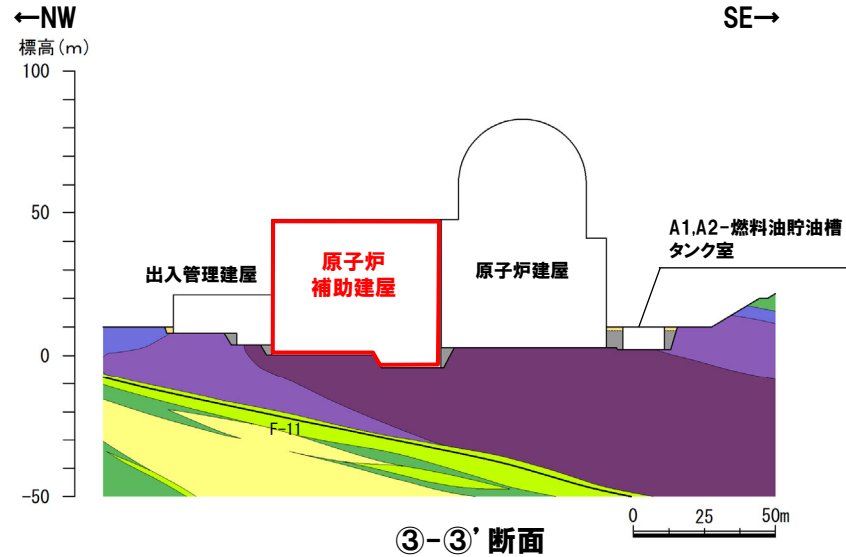 ←NW
SE→
標高(m)
100
50
0
-50
出入管理建屋
原子炉
補助建屋
原子炉建屋
A1,A2-燃料油貯油槽
タンク室
F-11
0 25 50m
③-③’断面